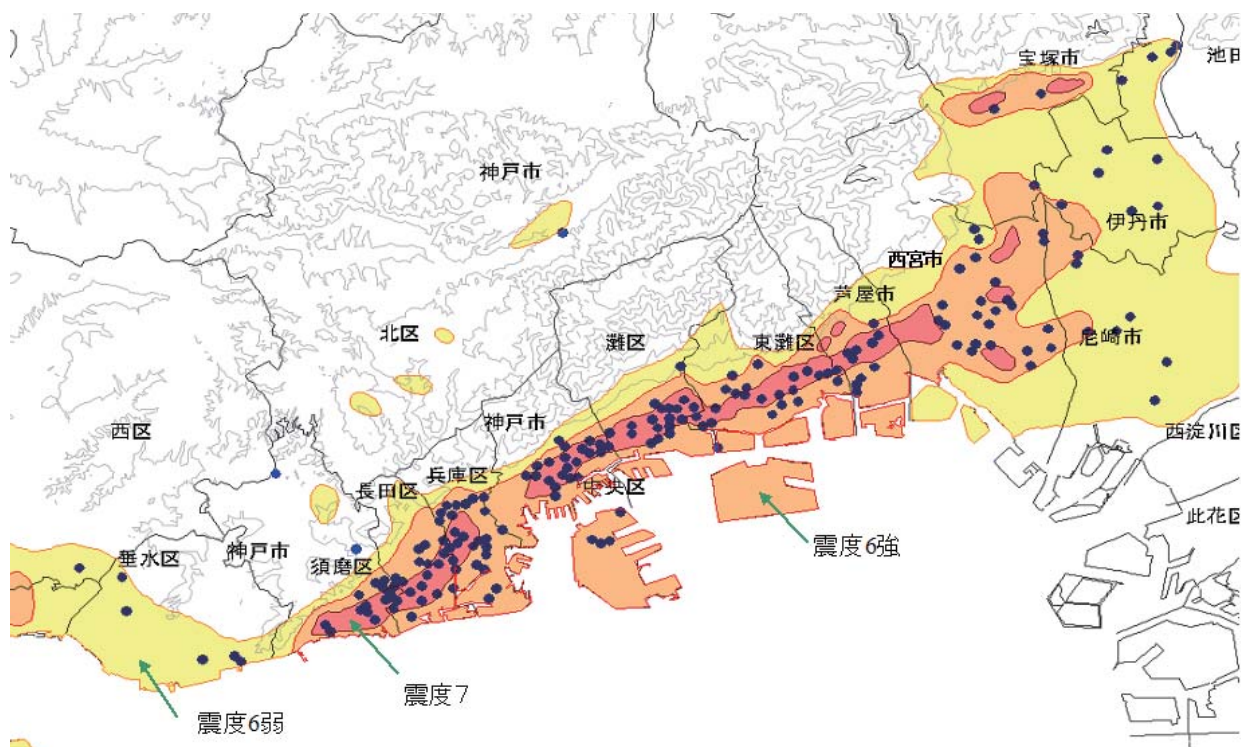 宝塚市
池田
神戸市
伊丹市
西宮市
芦屋市
北区
灘区
東灘区
尼崎市
西区
神戸市
西淀川区
兵庫区
長田区
中央区
此花区
震度6強
垂水区
神戸市
須磨区
震度7
震度6弱